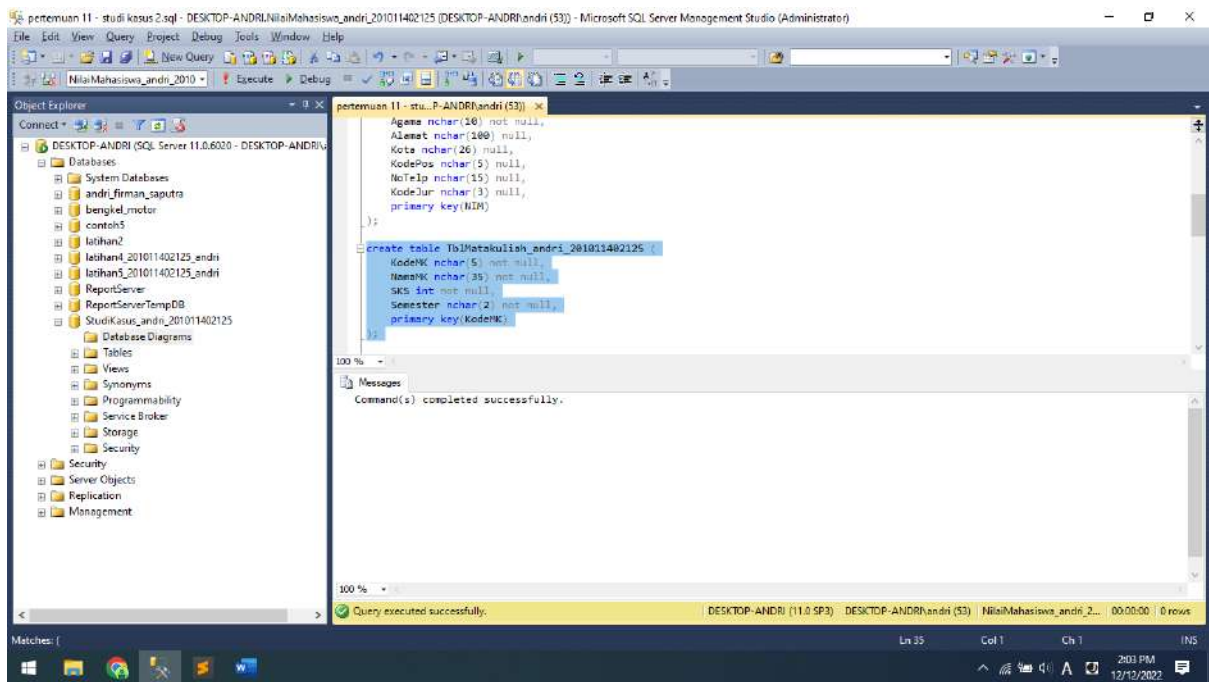 pertemuan 11 - studi kasus 2.sql - DESKTOP-ANDRI.NilaiMahasiswa_andri_201011402125 (DESKTOP-ANDRI\andri (53)) - Microsoft SQL Server Management Studio (Administrator)
File Edit View Query Project Debug Tools Window Help
New Query
NilaiMahasiswa_andri_2010 Execute Debug
Object Explorer
pertemuan 11 - stu...P-ANDRI\andri (53))
Connect
DESKTOP-ANDRI (SQL Server 11.0.6020 - DESKTOP-ANDRI\
Databases
System Databases
andri_firman_saputra
bengkel_motor
contoh5
latihan2
latihan4_201011402125_andri
latihan5_201011402125_andri
ReportServer
ReportServerTempDB
StudiKasus_andri_201011402125
Database Diagrams
Tables
Views
Synonyms
Programmability
Service Broker
Storage
Security
Security
Server Objects
Replication
Management
Agama nchar(10) not null,
Alamat nchar(100) null,
Kota nchar(26) null,
KodePos nchar(5) null,
NoTelp nchar(15) null,
KodeJur nchar(3) null,
primary key(NIM)
);
create table TblMatakuliah_andri_201011402125 (
KodeMK nchar(5) not null,
NamaMK nchar(35) not null,
SKS int not null,
Semester nchar(2) not null,
primary key(KodeMK)
);
100 %
Messages
Command(s) completed successfully.
100 %
Query executed successfully. DESKTOP-ANDRI (11.0 SP3) DESKTOP-ANDRI\andri (53) NilaiMahasiswa_andri_2... 00:00:00 0 rows
Matches: ( Ln 35 Col 1 Ch 1 INS
A 2:03 PM
12/12/2022